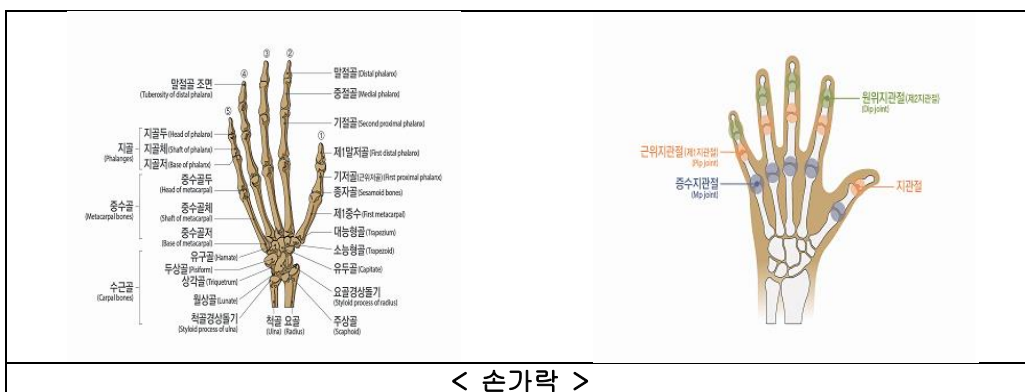 ③
②
④
말절골 조면
(Tuberosity of distal phalanx)
말절골 (Distal phalanx)
중절골 (Medial phalanx)
기절골 (Second proximal phalanx)
⑤
①
지골
(Phalanges)
지골두 (Head of phalanx)
지골체 (Shaft of phalanx)
지골저 (Base of phalanx)
제1말저골 (First distal phalanx)
기저골(근위저골) (First proximal phalanx)
종자골 (Sesamoid bones)
중수골
(Metacarpal bones)
중수골두
(Head of metacarpal)
중수골체
(Shaft of metacarpal)
중수골저
(Base of metacarpal)
제1중수 (First metacarpal)
대능형골 (Trapezium)
소능형골 (Trapezoid)
유두골 (Capitate)
수근골
(Carpal bones)
유구골 (Hamate)
두상골 (Pisiform)
상각골 (Triquetrum)
월상골 (Lunate)
척골경상돌기
(Styloid process of ulna)
요골경상돌기
(Styloid process of radius)
척골
(Ulna)
요골
(Radius)
주상골
(Scaphoid)
원위지관절(제2지관절)
(Dip joint)
근위지관절(제1지관절)
(Pip joint)
중수지관절
(Mp joint)
지관절
< 손가락 >